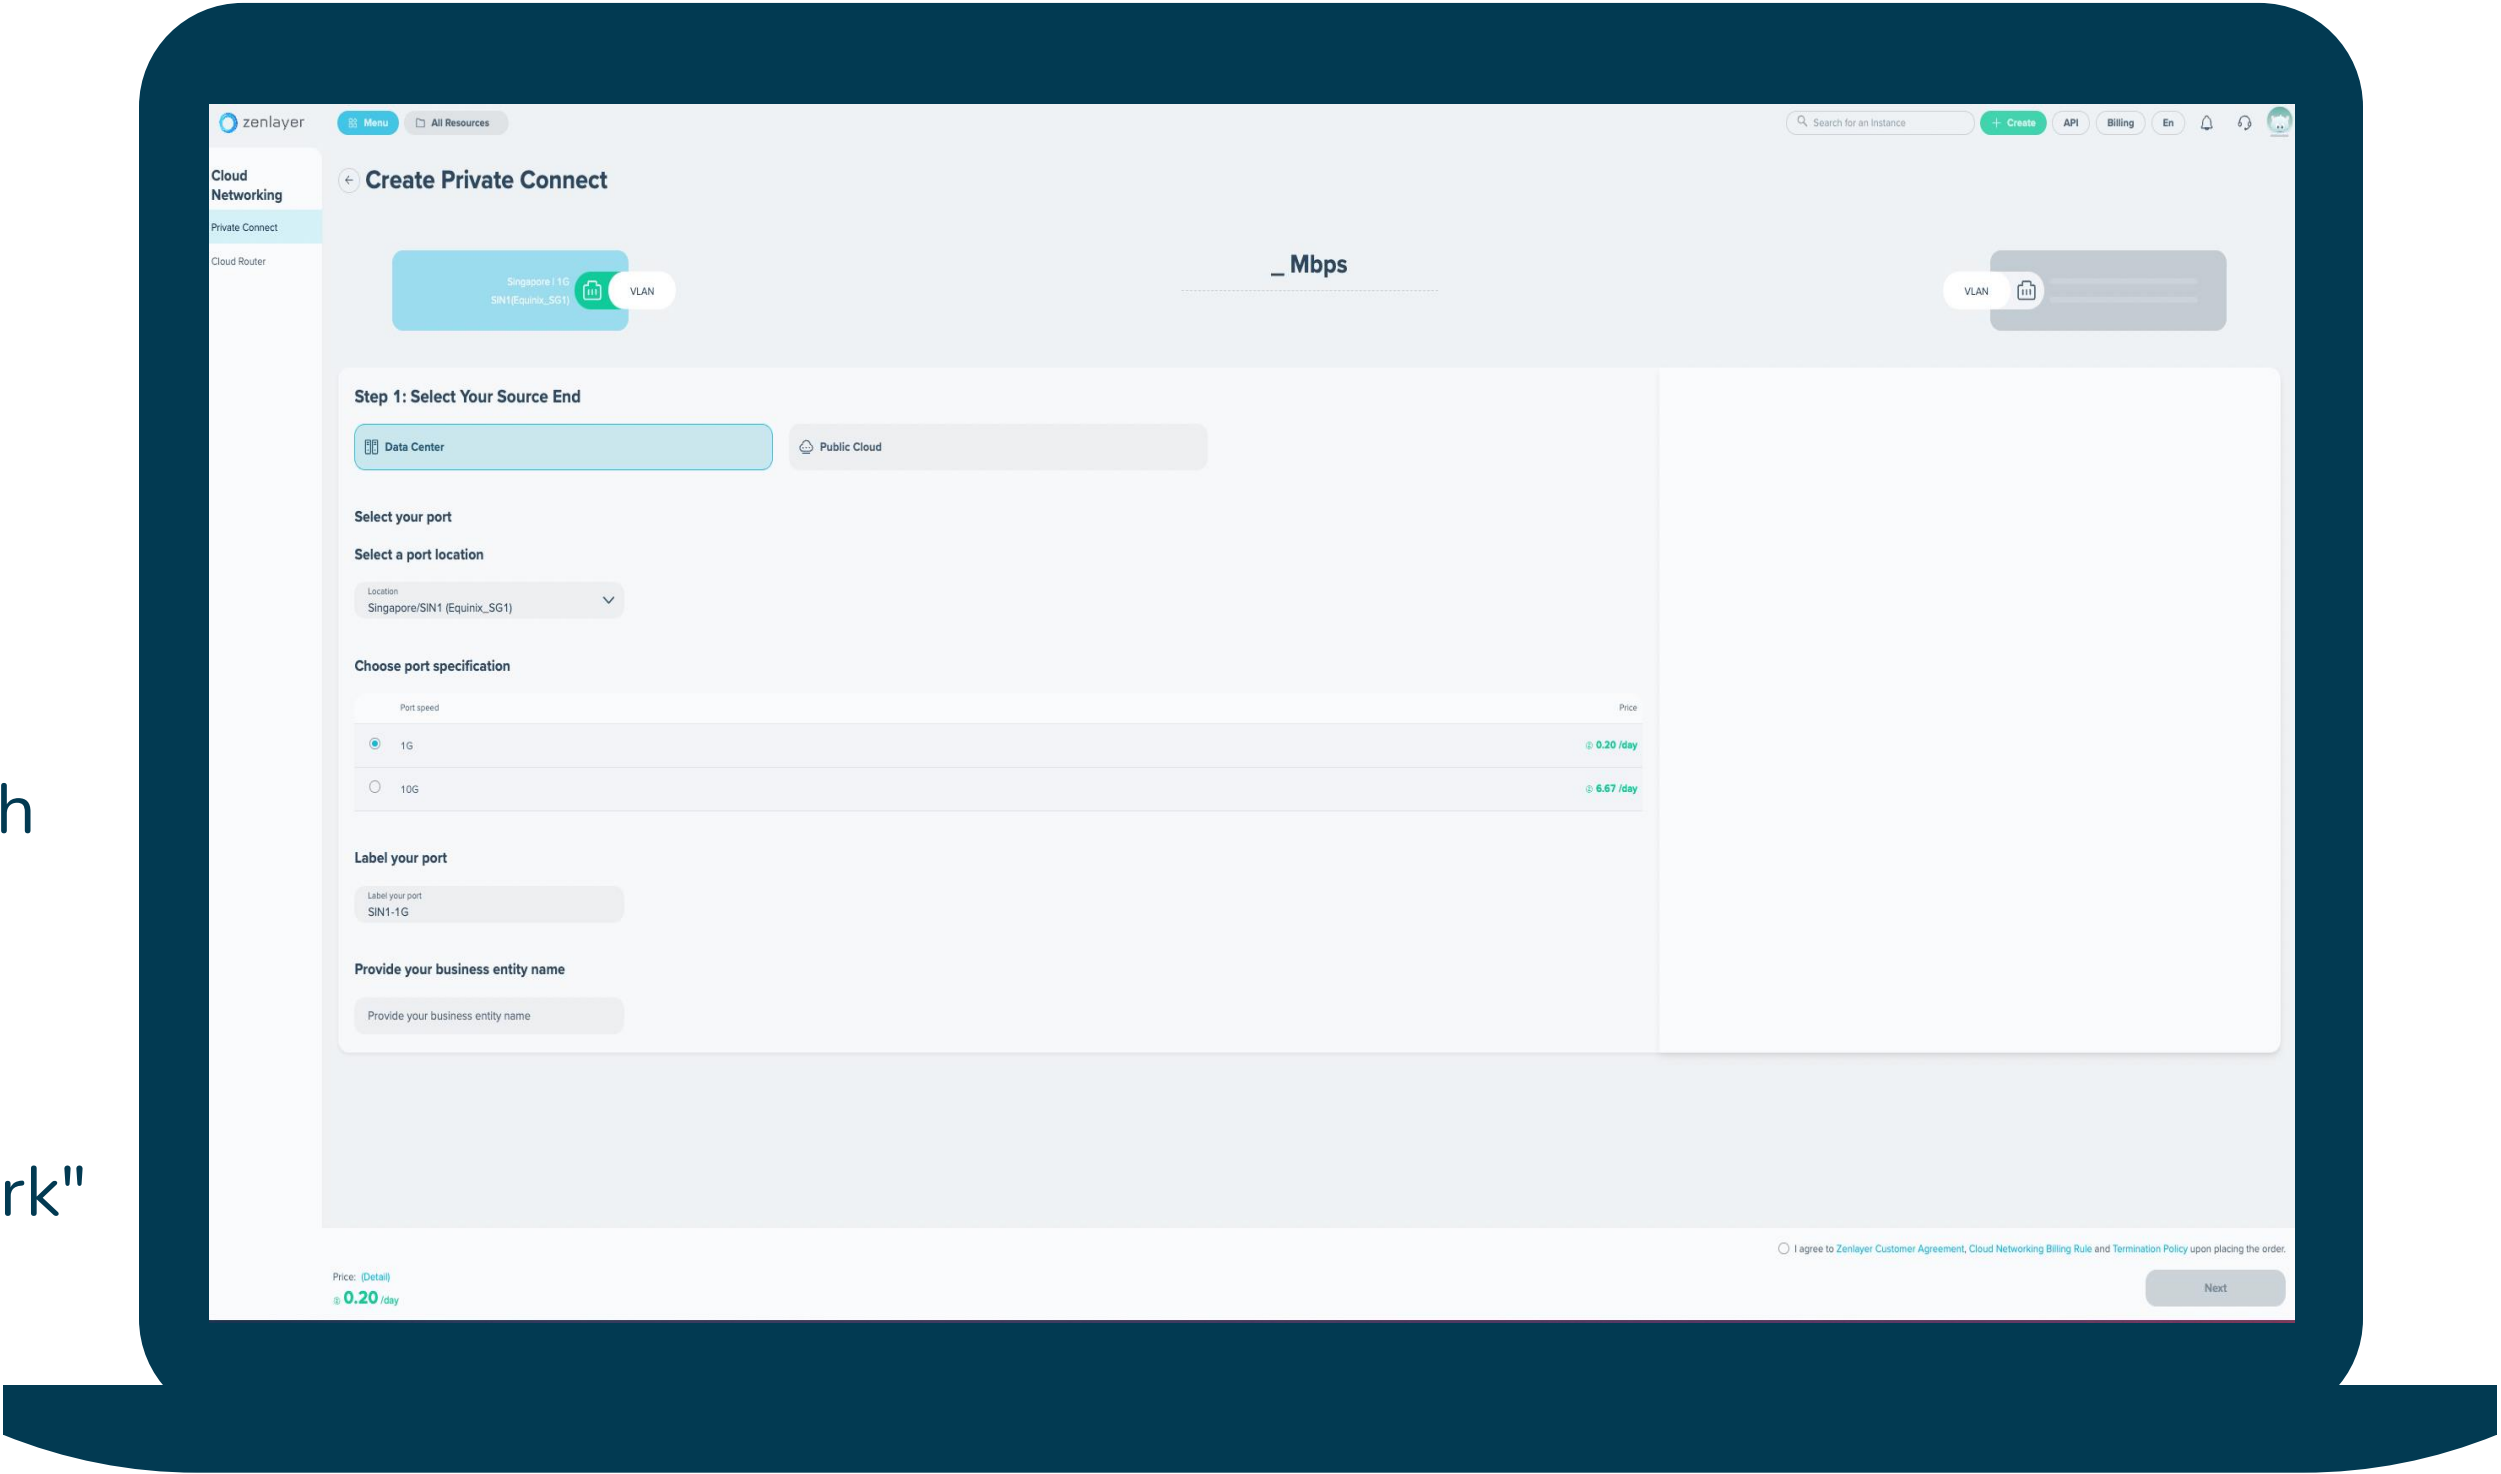 zenlayer
Menu
All Resources
Search for an Instance
+ Create
API
Billing
En
Cloud
Networking
Private Connect
Cloud Router
Create Private Connect
Singapore | 1G
SIN1(Equinix_SG1)
VLAN
_ Mbps
VLAN
Step 1: Select Your Source End
Data Center
Public Cloud
Select your port
Select a port location
Location
Singapore/SIN1 (Equinix_SG1)
Choose port specification
Port speed
Price
1G
0.20 /day
10G
6.67 /day
h
Label your port
Label your port
SIN1-1G
Provide your business entity name
Provide your business entity name
rk"
I agree to Zenlayer Customer Agreement, Cloud Networking Billing Rule and Termination Policy upon placing the order.
Price: (Detail)
0.20 /day
Next